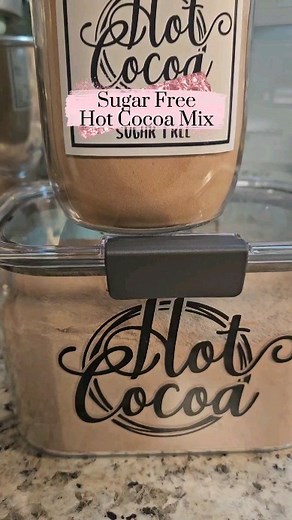 Hot
Cocoa
Sugar Free
Hot Cocoa Mix
SUGAR FREE
Hot
Cocoa